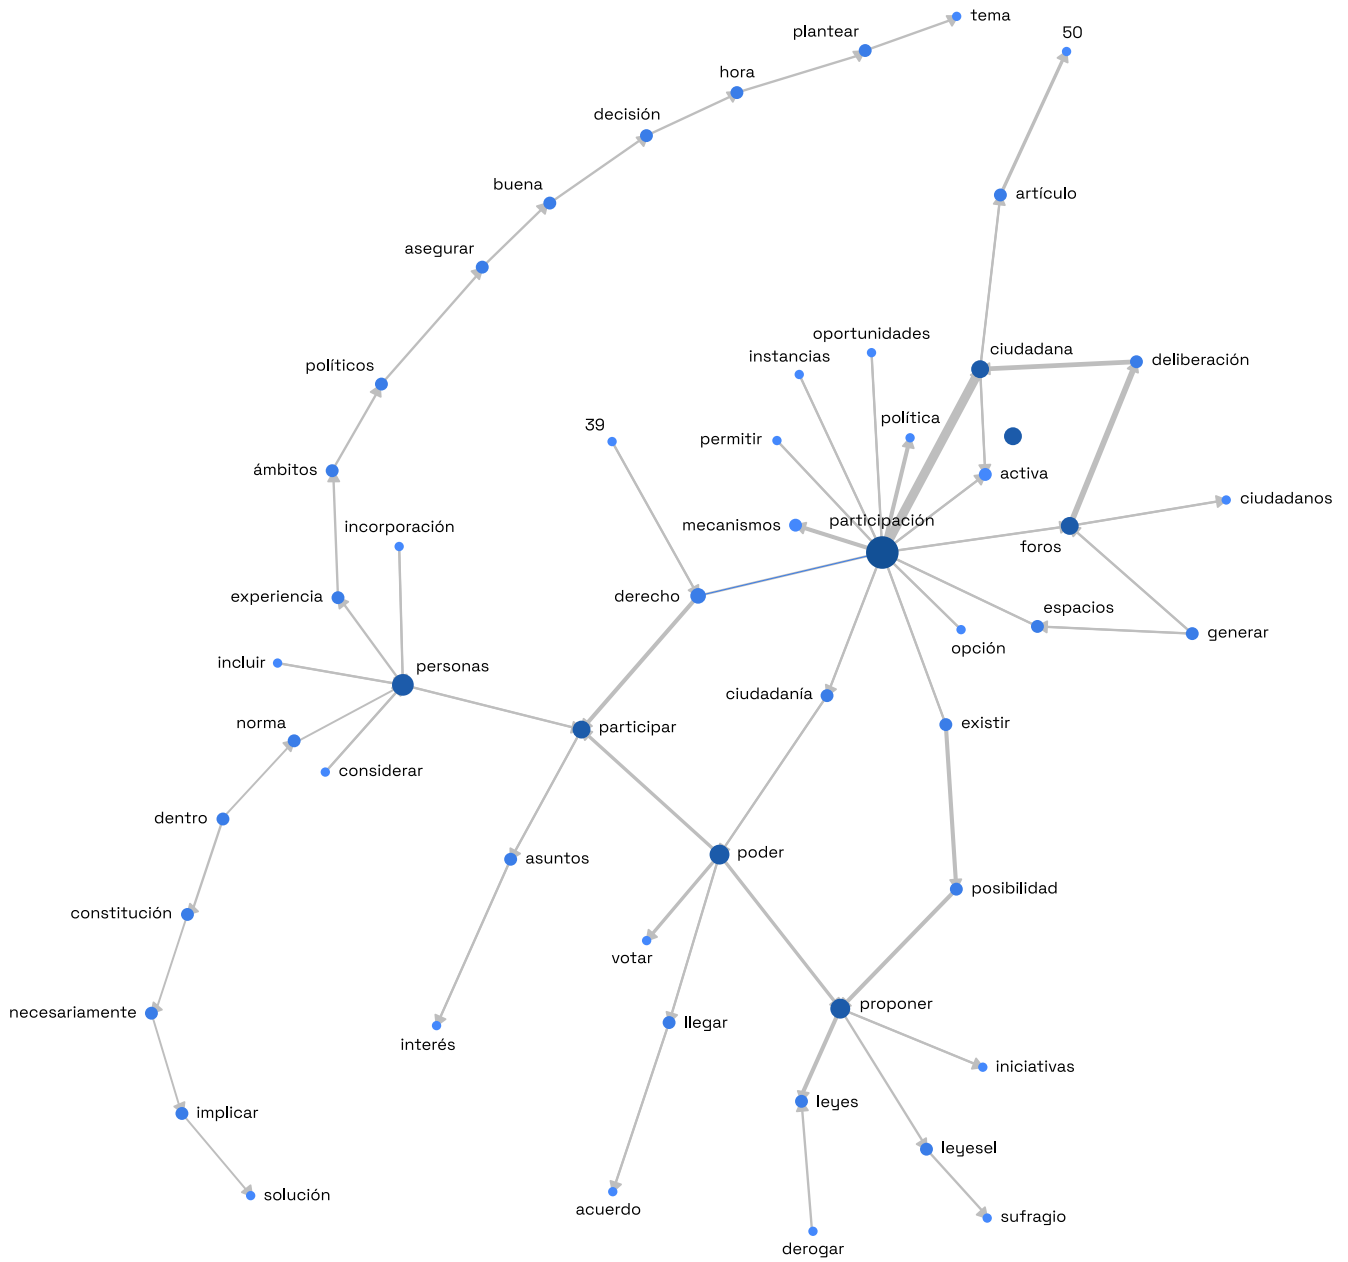 tema
plantear
50
hora
decisión
buena
artículo
asegurar
oportunidades
ciudadana
instancias
deliberación
políticos
política
39
permitir
ámbitos
activa
ciudadanos
incorporación
mecanismos
participación
foros
experiencia
derecho
espacios
generar
opción
incluir
personas
ciudadanía
norma
participar
existir
considerar
dentro
poder
asuntos
posibilidad
constitución
votar
necesariamente
proponer
llegar
interés
iniciativas
leyes
implicar
leyesel
solución
acuerdo
sufragio
derogar